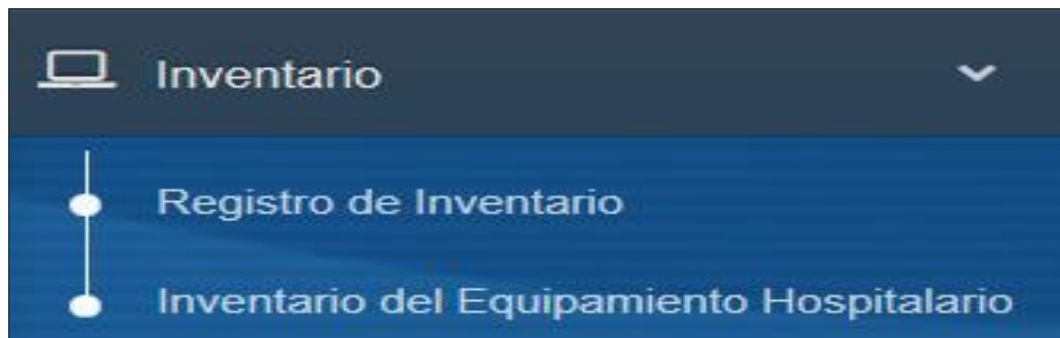 Inventario
Registro de Inventario
Inventario del Equipamiento Hospitalario